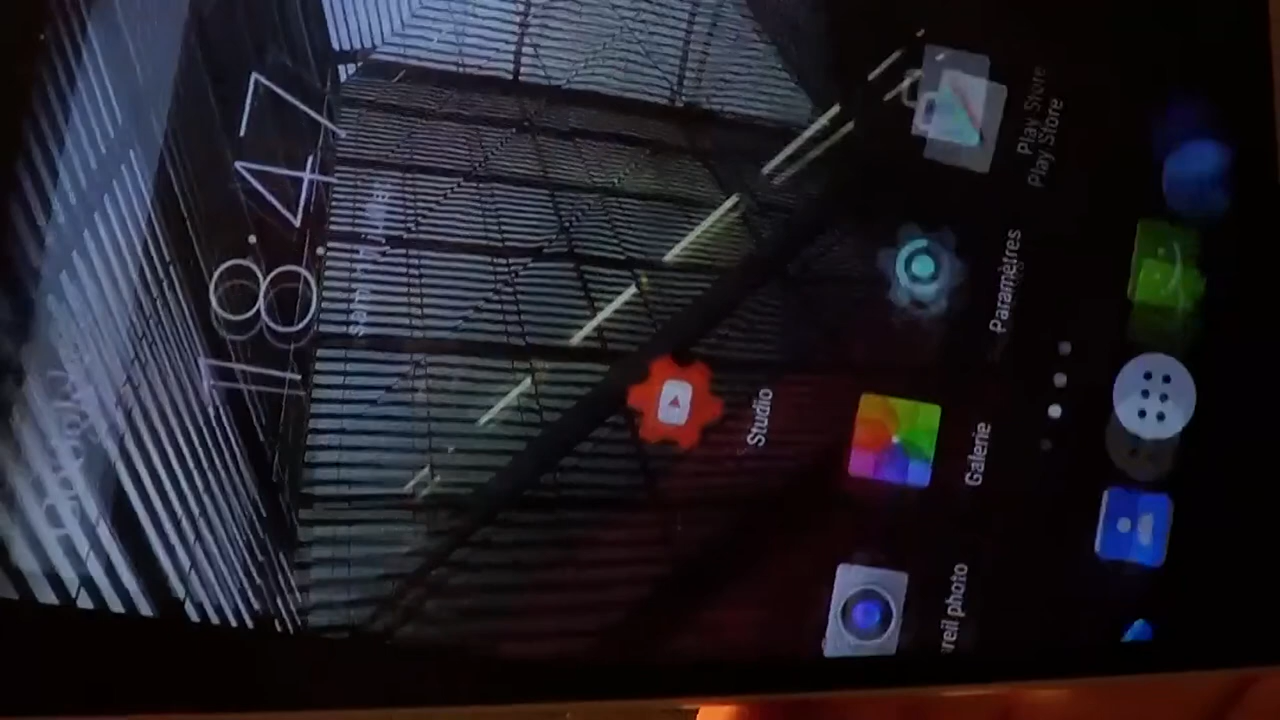 18:47
Studio
reil photo
Galerie
Paramètres
Play Store
Play Store